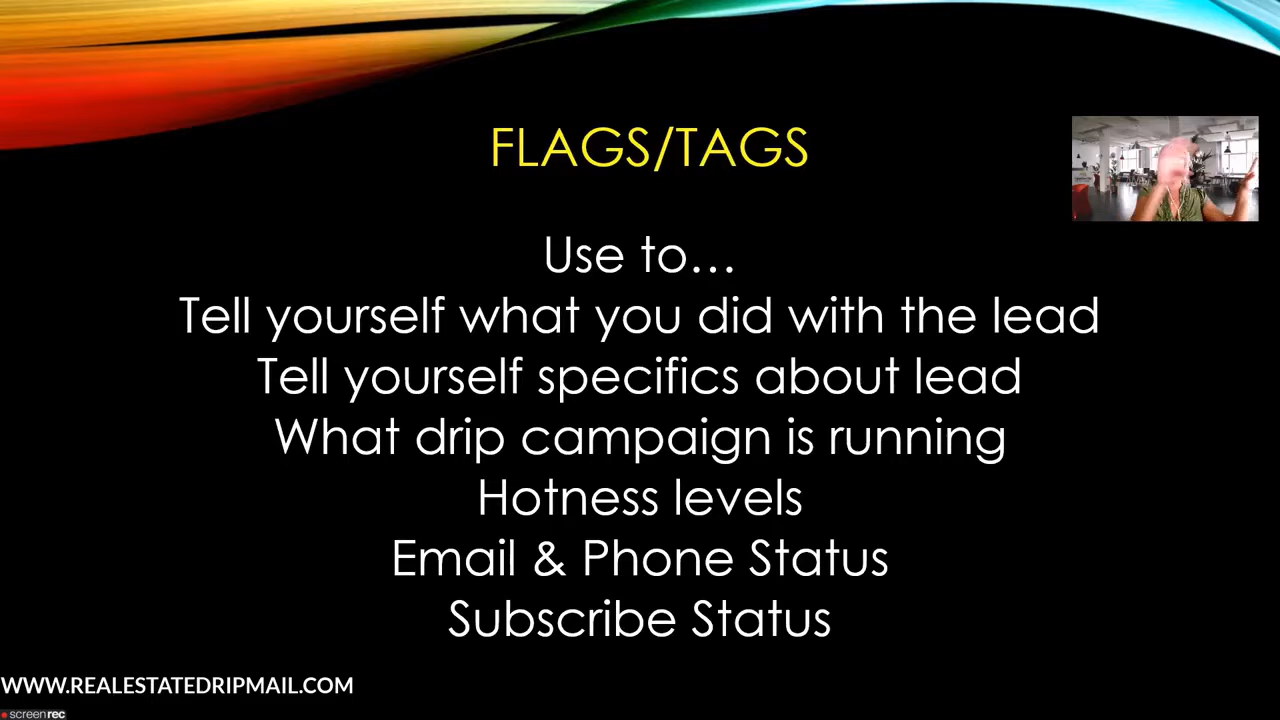 FLAGS/TAGS
Use to…
Tell yourself what you did with the lead
Tell yourself specifics about lead
What drip campaign is running
Hotness levels
Email & Phone Status
Subscribe Status
WWW.REALESTATEDRIPMAIL.COM
screenrec